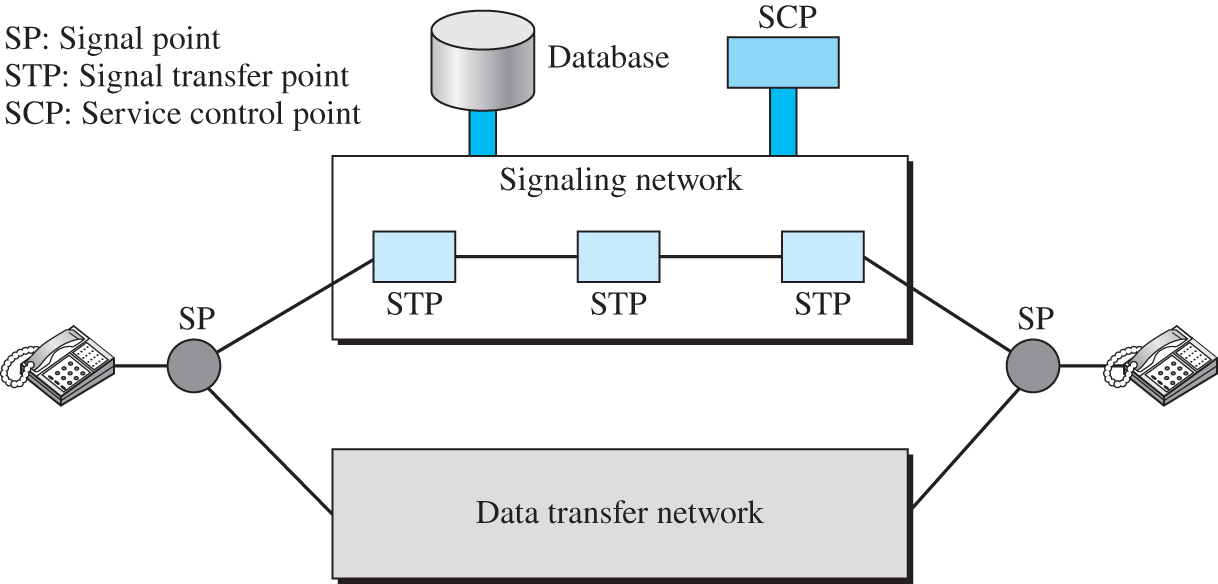 SP: Signal point
STP: Signal transfer point
SCP: Service control point
Database
SCP
Signaling network
STP
STP
STP
SP
SP
Data transfer network